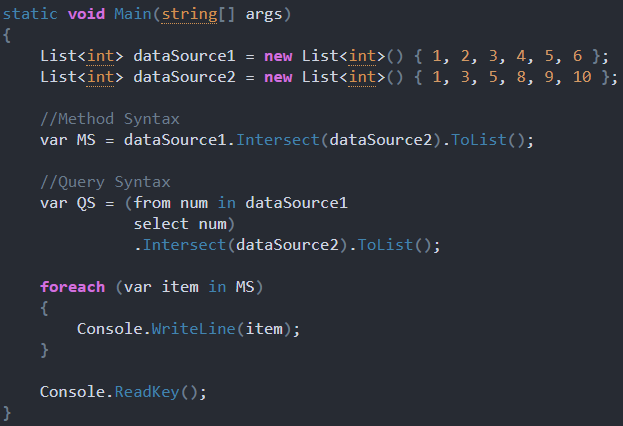 static void Main(string[] args)
{
    List<int> dataSource1 = new List<int>() { 1, 2, 3, 4, 5, 6 };
    List<int> dataSource2 = new List<int>() { 1, 3, 5, 8, 9, 10 };

    //Method Syntax
    var MS = dataSource1.Intersect(dataSource2).ToList();

    //Query Syntax
    var QS = (from num in dataSource1
              select num)
              .Intersect(dataSource2).ToList();

    foreach (var item in MS)
    {
        Console.WriteLine(item);
    }

    Console.ReadKey();
}